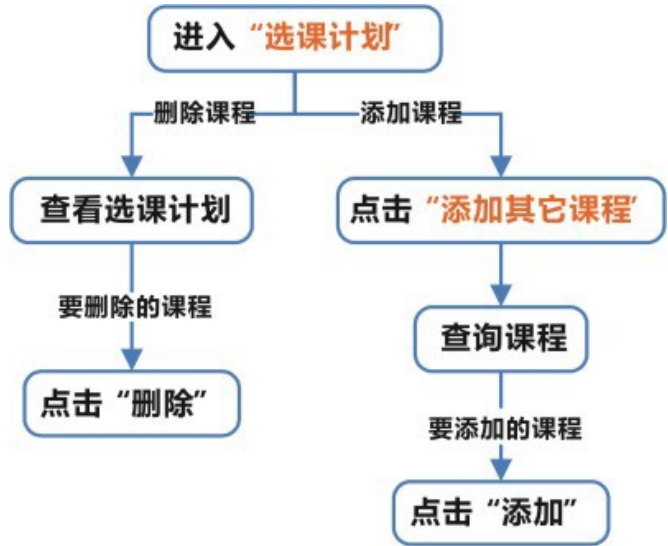 进入“选课计划”
删除课程
添加课程
查看选课计划
点击“添加其它课程”
要删除的课程
查询课程
点击“删除”
要添加的课程
点击“添加”